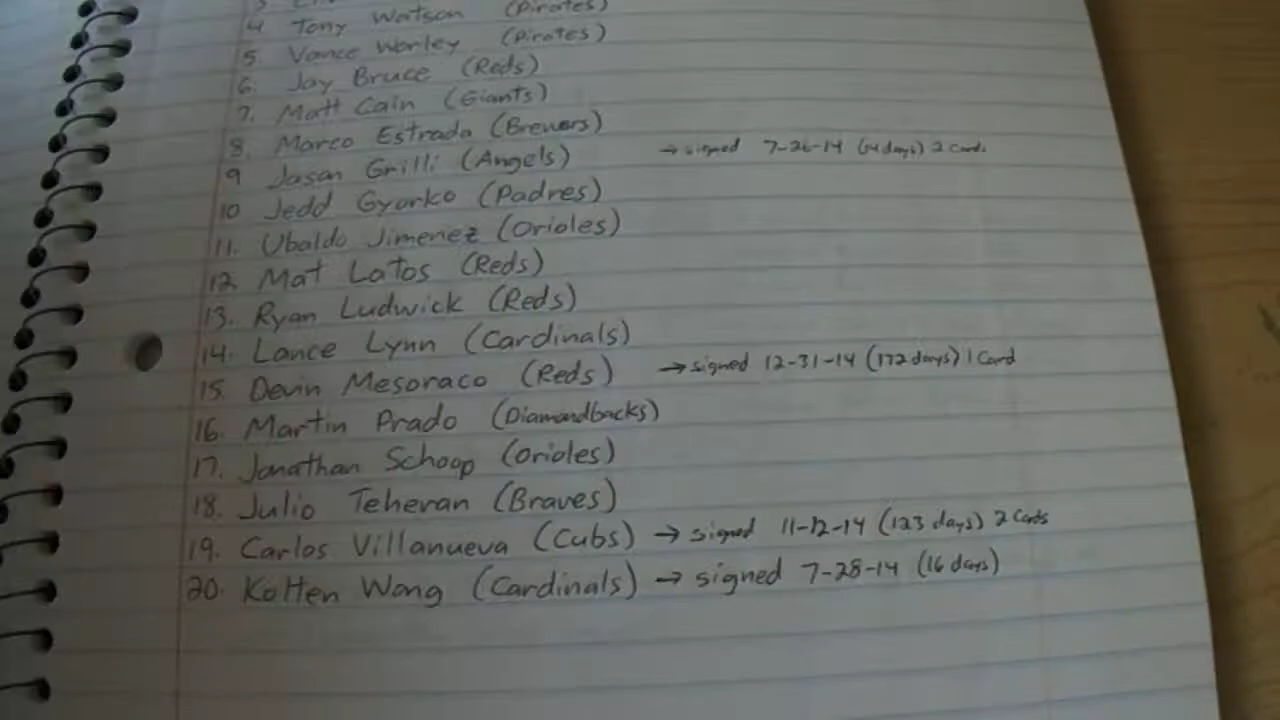 4 Tony Watson (Pirates)
5 Vance Worley (Pirates)
6. Jay Bruce (Reds)
7. Matt Cain (Giants)
8. Marco Estrada (Brewers)
9 Jason Grilli (Angels) → signed 7-26-14 (14 days) 2 Cards
10 Jedd Gyorko (Padres)
11. Ubaldo Jimenez (Orioles)
12. Mat Latos (Reds)
13. Ryan Ludwick (Reds)
14. Lance Lynn (Cardinals)
15. Devin Mesoraco (Reds) → signed 12-31-14 (172 days) 1 Card
16. Martin Prado (Diamondbacks)
17. Jonathan Schoop (Orioles)
18. Julio Teheran (Braves)
19. Carlos Villanueva (Cubs) → signed 11-12-14 (123 days) 2 Cards
20. Kolten Wong (Cardinals) → signed 7-28-14 (16 days)